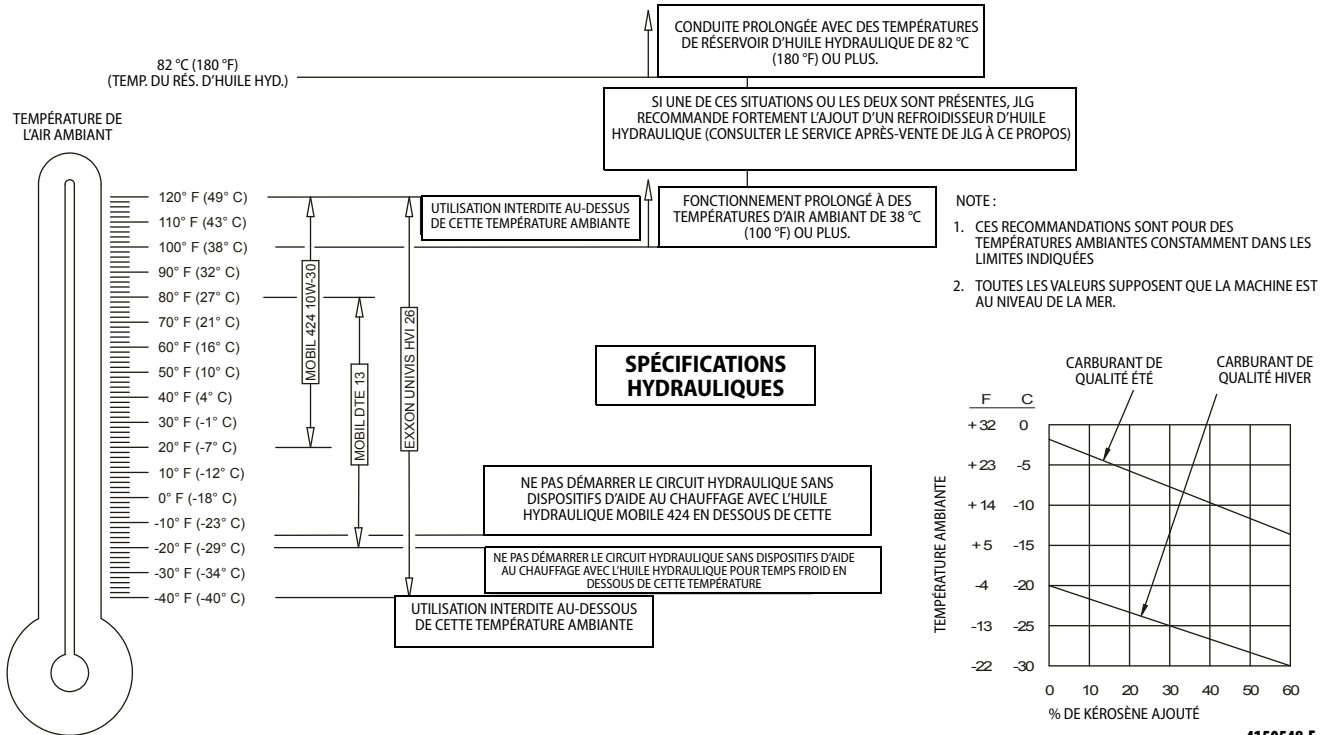 CONDUITE PROLONGÉE AVEC DES TEMPÉRATURES
DE RÉSERVOIR D'HUILE HYDRAULIQUE DE 82 °C
(180 °F) OU PLUS.
82 °C (180 °F)
(TEMP. DU RÉS. D'HUILE HYD.)
SI UNE DE CES SITUATIONS OU LES DEUX SONT PRÉSENTES, JLG
RECOMMANDE FORTEMENT L'AJOUT D'UN REFROIDISSEUR D'HUILE
HYDRAULIQUE (CONSULTER LE SERVICE APRÈS-VENTE DE JLG À CE PROPOS)
TEMPÉRATURE DE
L'AIR AMBIANT
120° F (49° C)
110° F (43° C)
100° F (38° C)
90° F (32° C)
80° F (27° C)
70° F (21° C)
60° F (16° C)
50° F (10° C)
40° F (4° C)
30° F (-1° C)
20° F (-7° C)
10° F (-12° C)
0° F (-18° C)
-10° F (-23° C)
-20° F (-29° C)
-30° F (-34° C)
-40° F (-40° C)
MOBIL 424 10W-30
MOBIL DTE 13
EXXON UNIVIS HVI 26
UTILISATION INTERDITE AU-DESSUS
DE CETTE TEMPÉRATURE AMBIANTE
FONCTIONNEMENT PROLONGÉ À DES
TEMPÉRATURES D'AIR AMBIANT DE 38 °C
(100 °F) OU PLUS.
NOTE :
1. CES RECOMMANDATIONS SONT POUR DES
TEMPÉRATURES AMBIANTES CONSTAMMENT DANS LES
LIMITES INDIQUÉES
2. TOUTES LES VALEURS SUPPOSENT QUE LA MACHINE EST
AU NIVEAU DE LA MER.
SPÉCIFICATIONS
HYDRAULIQUES
NE PAS DÉMARRER LE CIRCUIT HYDRAULIQUE SANS
DISPOSITIFS D'AIDE AU CHAUFFAGE AVEC L'HUILE
HYDRAULIQUE MOBILE 424 EN DESSOUS DE CETTE
NE PAS DÉMARRER LE CIRCUIT HYDRAULIQUE SANS DISPOSITIFS D'AIDE
AU CHAUFFAGE AVEC L'HUILE HYDRAULIQUE POUR TEMPS FROID EN
DESSOUS DE CETTE TEMPÉRATURE
UTILISATION INTERDITE AU-DESSOUS
DE CETTE TEMPÉRATURE AMBIANTE
CARBURANT DE
QUALITÉ ÉTÉ
CARBURANT DE
QUALITÉ HIVER
F C
+32 0
+23 -5
+14 -10
+5 -15
-4 -20
-13 -25
-22 -30
TEMPÉRATURE AMBIANTE
0 10 20 30 40 50 60
% DE KÉROSÈNE AJOUTÉ